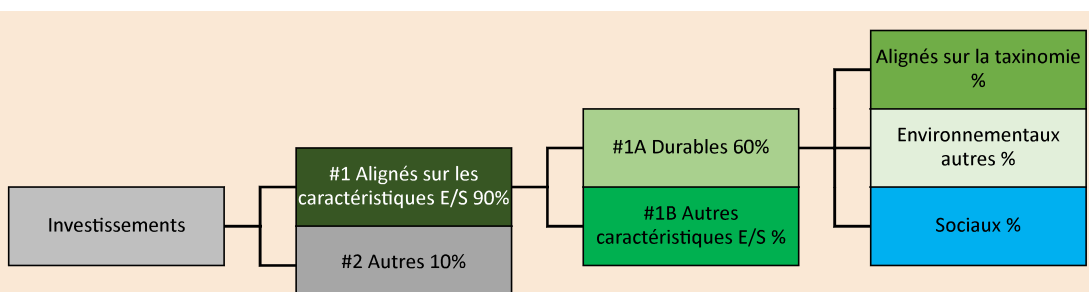 Investissements
#1 Alignés sur les
caractéristiques E/S 90%
#2 Autres 10%
#1A Durables 60%
#1B Autres
caractéristiques E/S %
Alignés sur la taxinomie
%
Environnementaux
autres %
Sociaux %